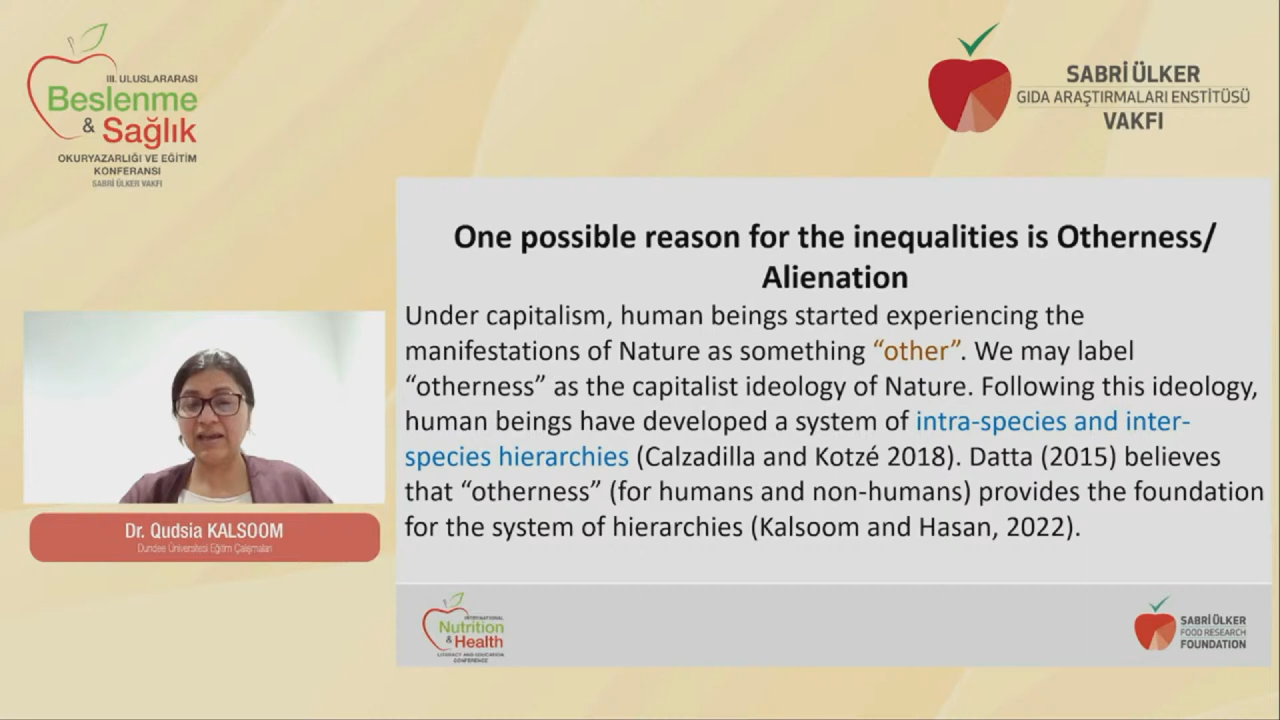 III. ULUSLARARASI
Beslenme
& Sağlık
OKURYAZARLIĞI VE EĞİTİM
KONFERANSI
SABRİ ÜLKER VAKFI
SABRİ ÜLKER
GIDA ARAŞTIRMALARI ENSTİTÜSÜ
VAKFI
One possible reason for the inequalities is Otherness/
Alienation
Under capitalism, human beings started experiencing the
manifestations of Nature as something “other”. We may label
“otherness” as the capitalist ideology of Nature. Following this ideology,
human beings have developed a system of intra-species and inter-
species hierarchies (Calzadilla and Kotzé 2018). Datta (2015) believes
that “otherness” (for humans and non-humans) provides the foundation
for the system of hierarchies (Kalsoom and Hasan, 2022).
Dr. Qudsia KALSOOM
Dundee Üniversitesi Eğitim Çalışmaları
INTERNATIONAL
Nutrition
& Health
LITERACY AND EDUCATION
CONFERENCE
SABRİ ÜLKER
FOOD RESEARCH
FOUNDATION